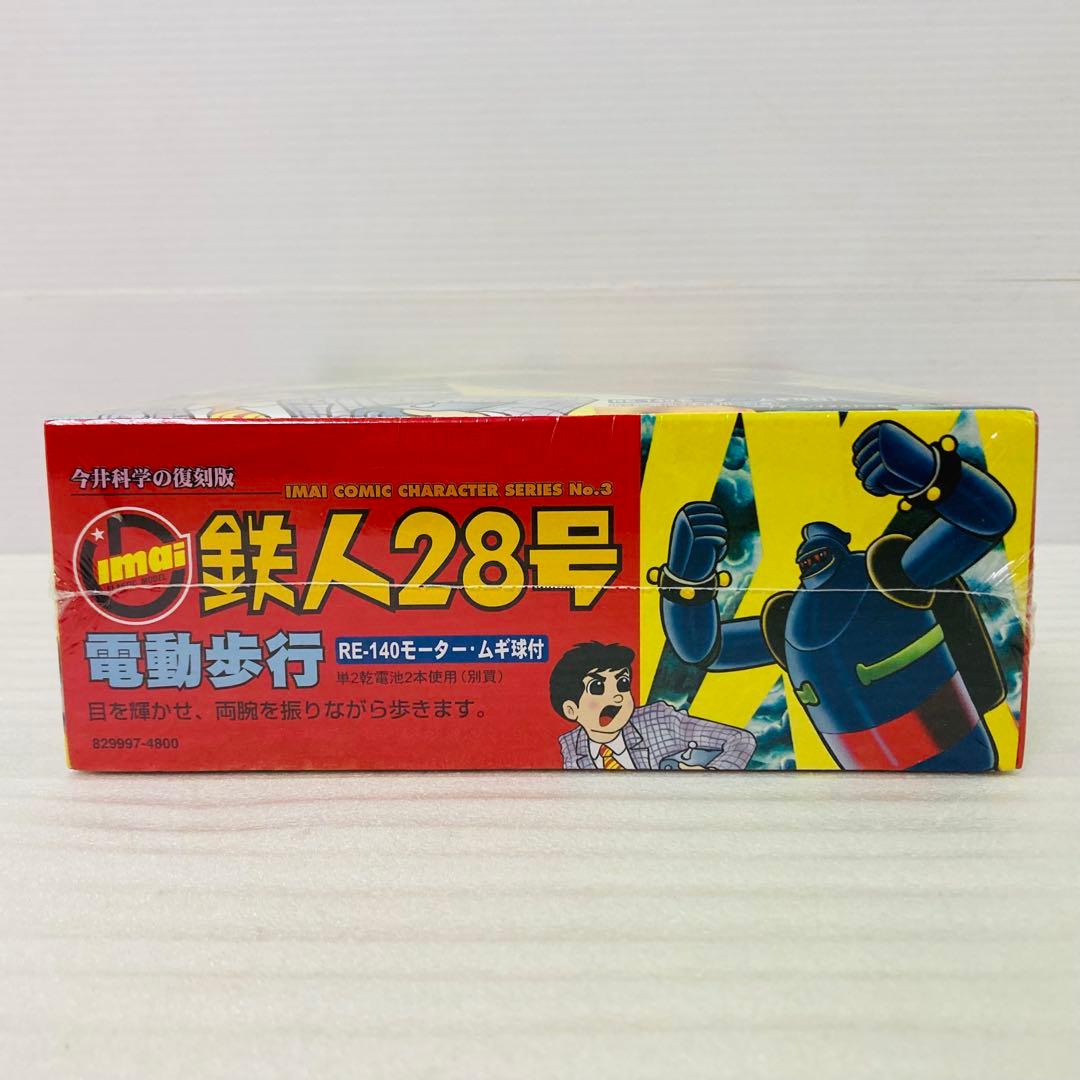 今井科学の復刻版
IMAI COMIC CHARACTER SERIES No.3
imai
鉄人28号
電動歩行
RE-140モーター・ムギ球付
単2乾電池2本使用(別買)
目を輝かせ、両腕を振りながら歩きます。
829997-4800